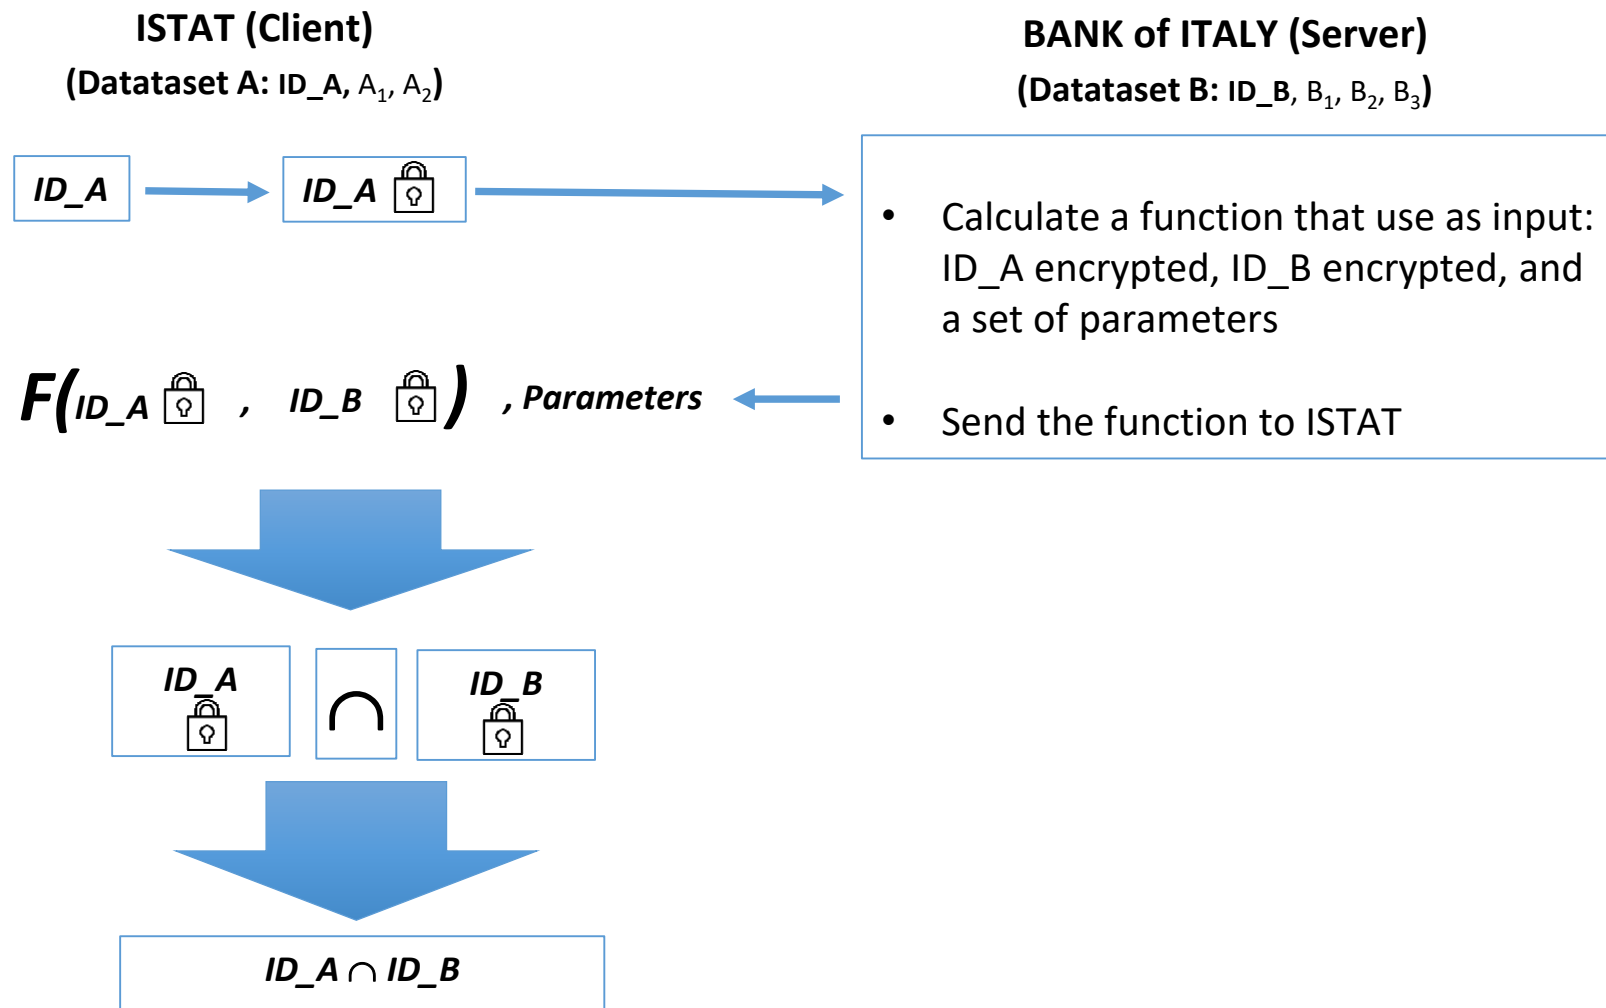 ISTAT (Client)
(Datataset A: ID_A, A₁, A₂)
BANK of ITALY (Server)
(Datataset B: ID_B, B₁, B₂, B₃)
ID_A
ID_A
• Calculate a function that use as input:
ID_A encrypted, ID_B encrypted, and
a set of parameters
• Send the function to ISTAT
F(ID_A , ID_B ) , Parameters
ID_A
∩
ID_B
ID_A ∩ ID_B